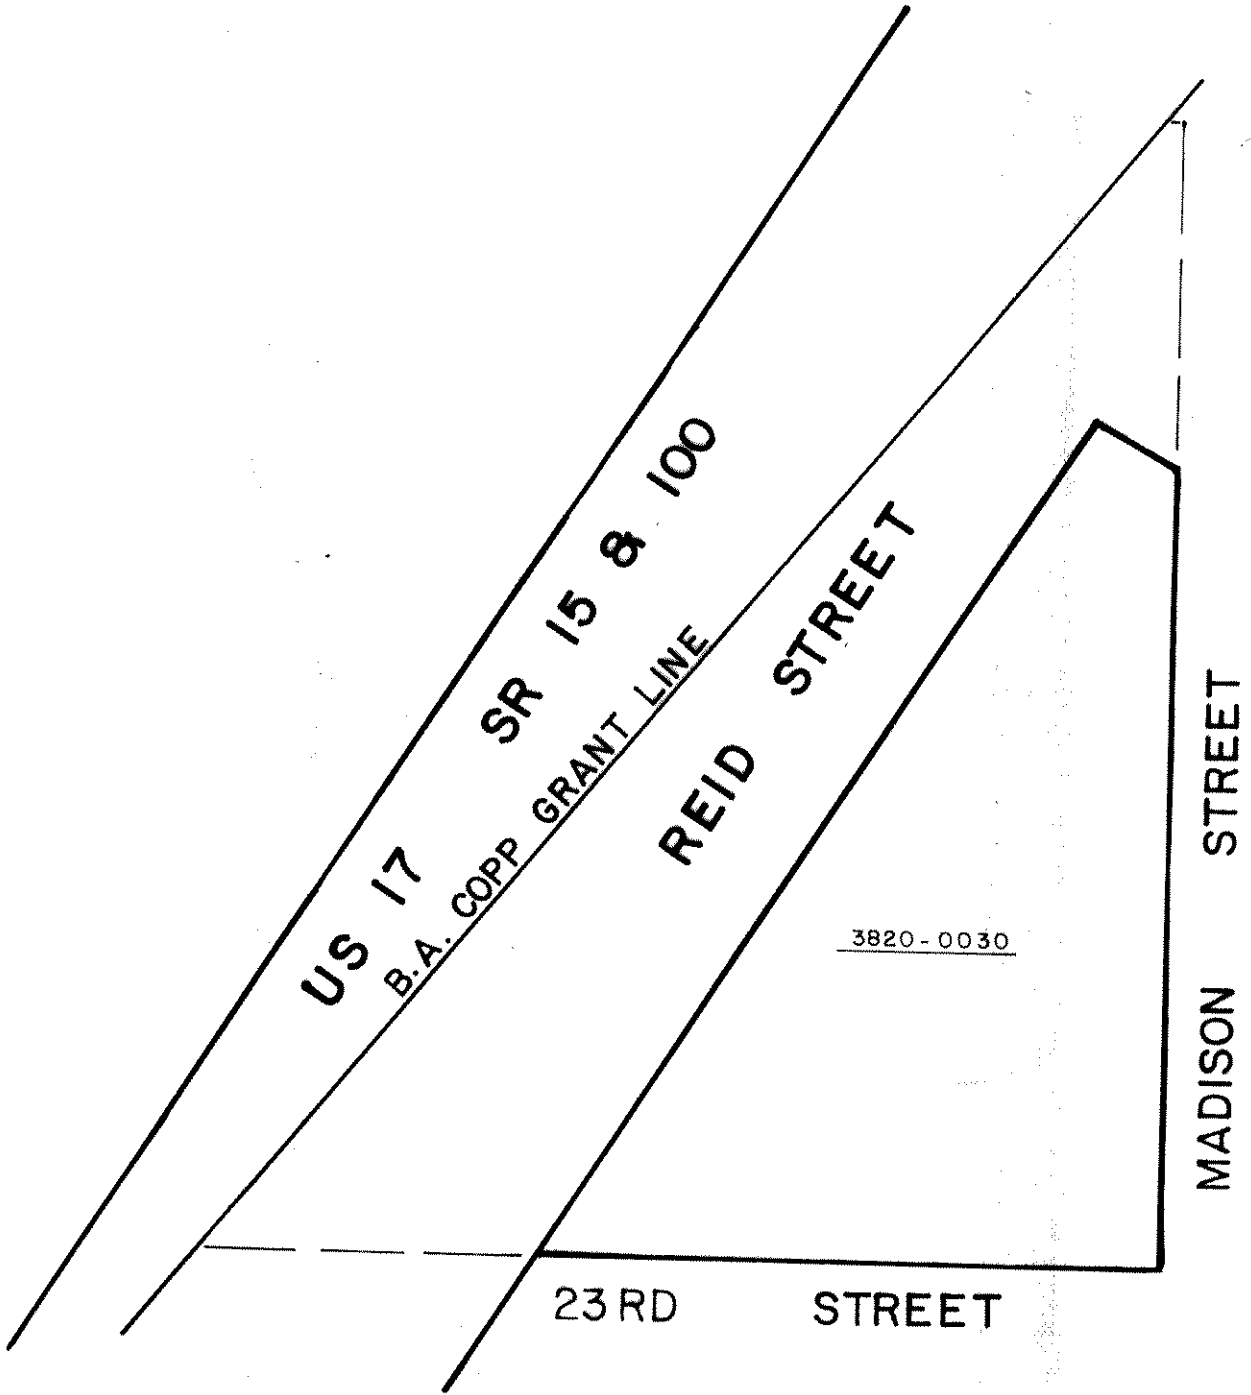 US 17 SR 15 & 100
B.A. COPP GRANT LINE
REID STREET
3820-0030
MADISON STREET
23RD STREET